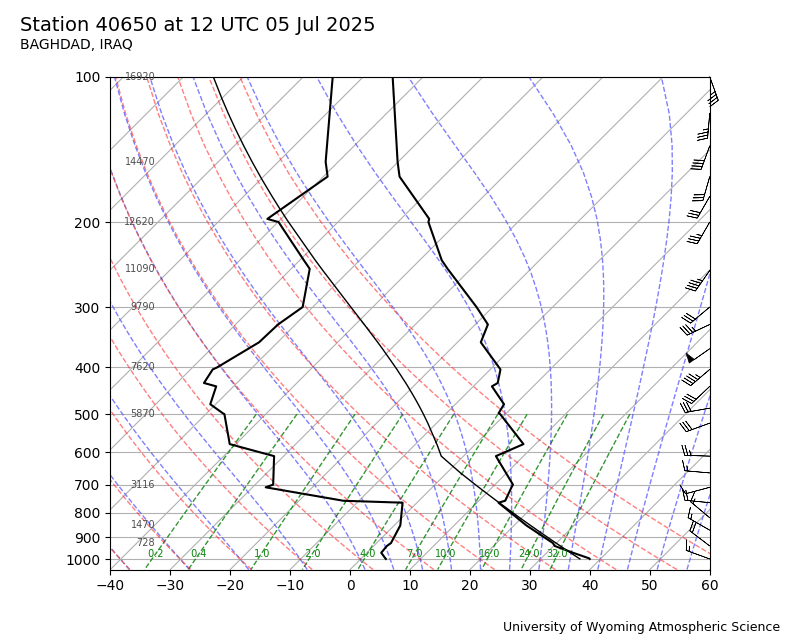 Station 40650 at 12 UTC 05 Jul 2025
BAGHDAD, IRAQ
100 16920
14470
200 12620
11090
300 9790
400 7620
500 5870
600
700 3116
800
1470
900
728
1000 0.2 0.4 1.0 2.0 4.0 7.0 10.0 16.0 24.0 32.0
−40 −30 −20 −10 0 10 20 30 40 50 60
University of Wyoming Atmospheric Science